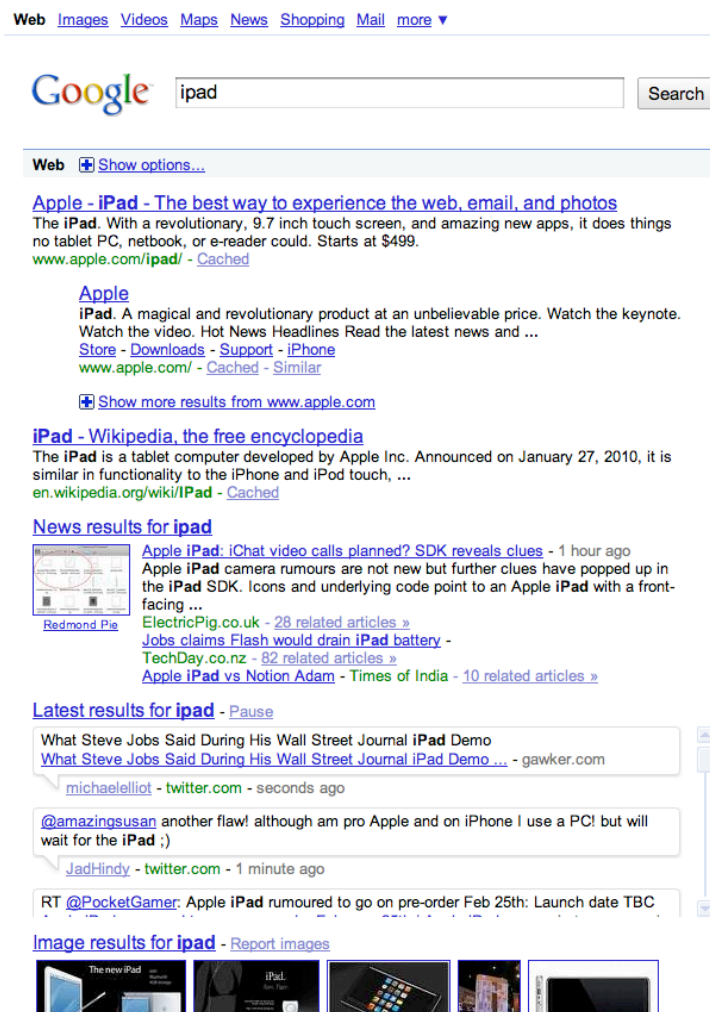 Web Images Videos Maps News Shopping Mail more ▼
Google ipad Search
Web Show options...
Apple - iPad - The best way to experience the web, email, and photos
The iPad. With a revolutionary, 9.7 inch touch screen, and amazing new apps, it does things
no tablet PC, netbook, or e-reader could. Starts at $499.
www.apple.com/ipad/ - Cached
Apple
iPad. A magical and revolutionary product at an unbelievable price. Watch the keynote.
Watch the video. Hot News Headlines Read the latest news and ...
Store - Downloads - Support - iPhone
www.apple.com/ - Cached - Similar
Show more results from www.apple.com
iPad - Wikipedia, the free encyclopedia
The iPad is a tablet computer developed by Apple Inc. Announced on January 27, 2010, it is
similar in functionality to the iPhone and iPod touch, ...
en.wikipedia.org/wiki/IPad - Cached
News results for ipad
Redmond Pie
Apple iPad: iChat video calls planned? SDK reveals clues - 1 hour ago
Apple iPad camera rumours are not new but further clues have popped up in
the iPad SDK. Icons and underlying code point to an Apple iPad with a front-
facing ...
ElectricPig.co.uk - 28 related articles »
Jobs claims Flash would drain iPad battery -
TechDay.co.nz - 82 related articles »
Apple iPad vs Notion Adam - Times of India - 10 related articles »
Latest results for ipad - Pause
What Steve Jobs Said During His Wall Street Journal iPad Demo
What Steve Jobs Said During His Wall Street Journal iPad Demo ... - gawker.com
michaelelliot - twitter.com - seconds ago
@amazingsusan another flaw! although am pro Apple and on iPhone I use a PC! but will
wait for the iPad ;)
JadHindy - twitter.com - 1 minute ago
RT @PocketGamer: Apple iPad rumoured to go on pre-order Feb 25th: Launch date TBC
Image results for ipad - Report images
The new iPad
iPad.